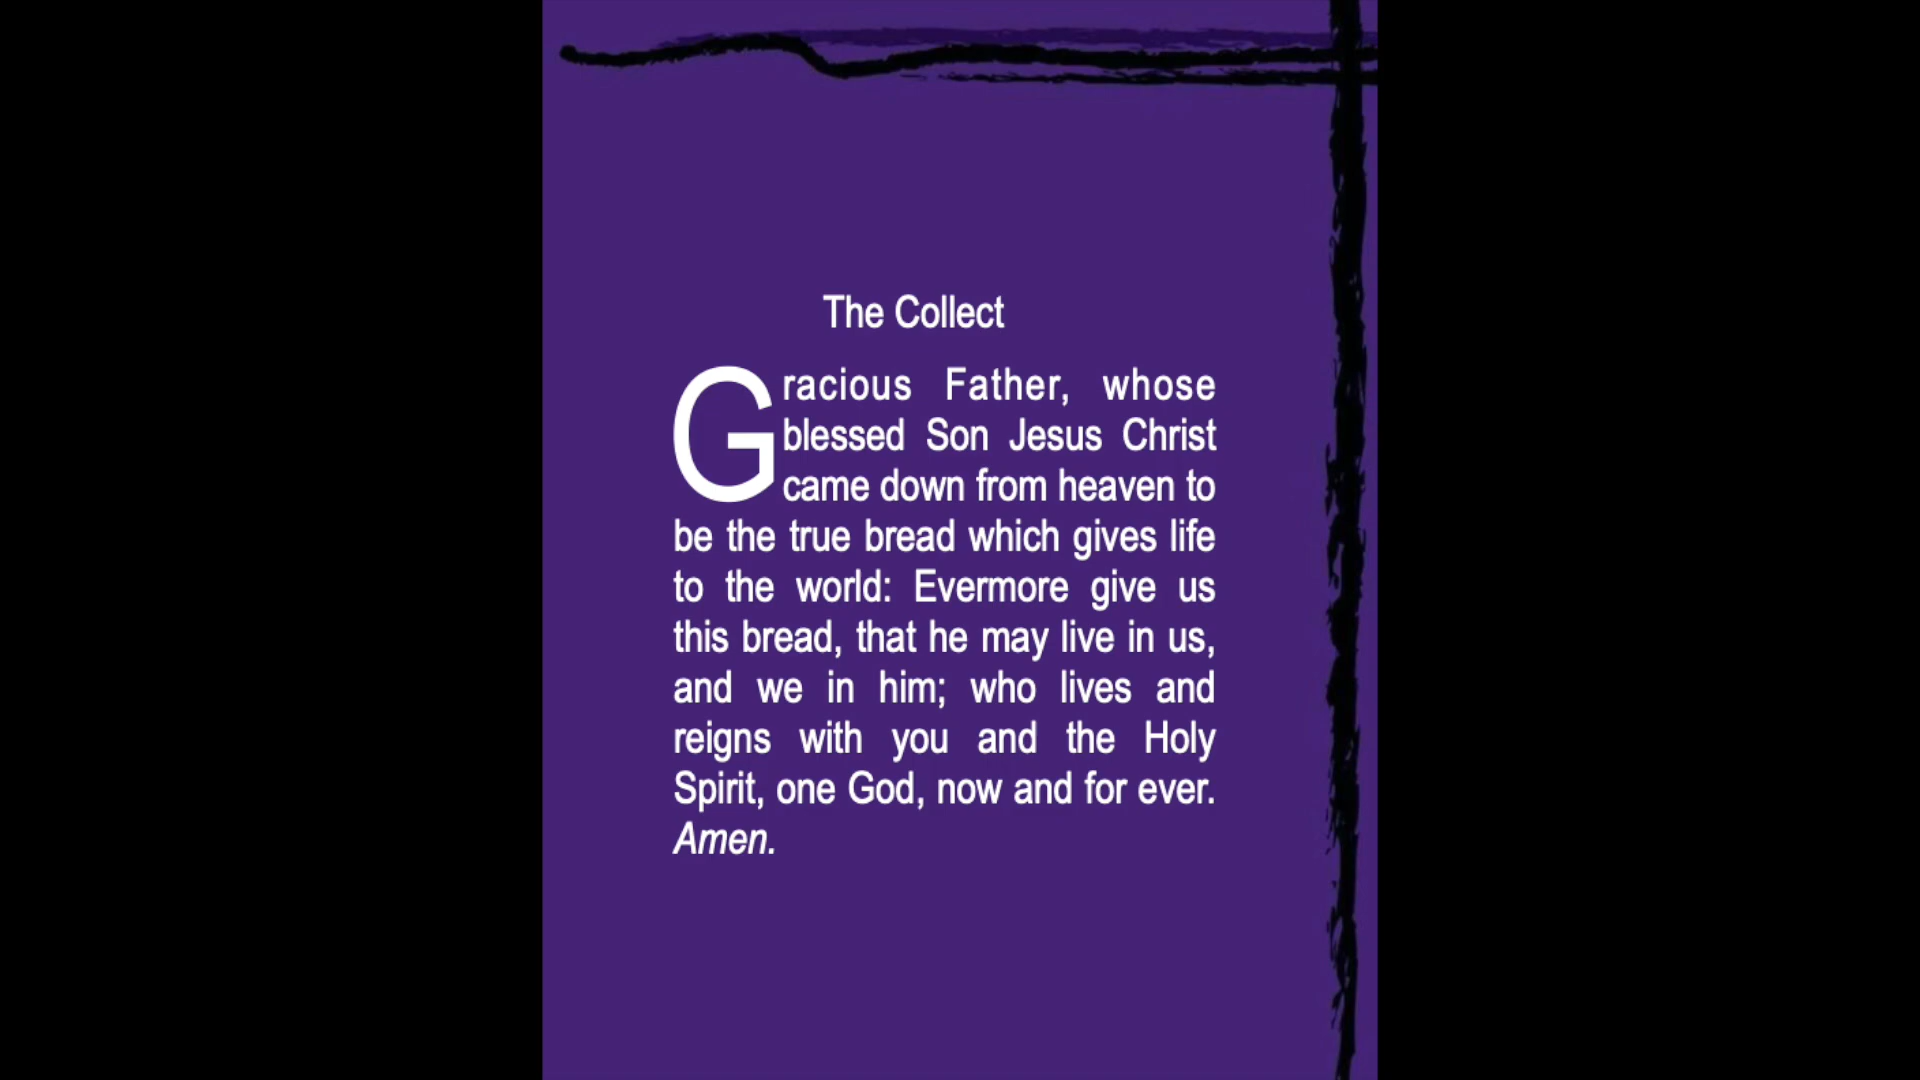 The Collect
Gracious Father, whose
blessed Son Jesus Christ
came down from heaven to
be the true bread which gives life
to the world: Evermore give us
this bread, that he may live in us,
and we in him; who lives and
reigns with you and the Holy
Spirit, one God, now and for ever.
Amen.